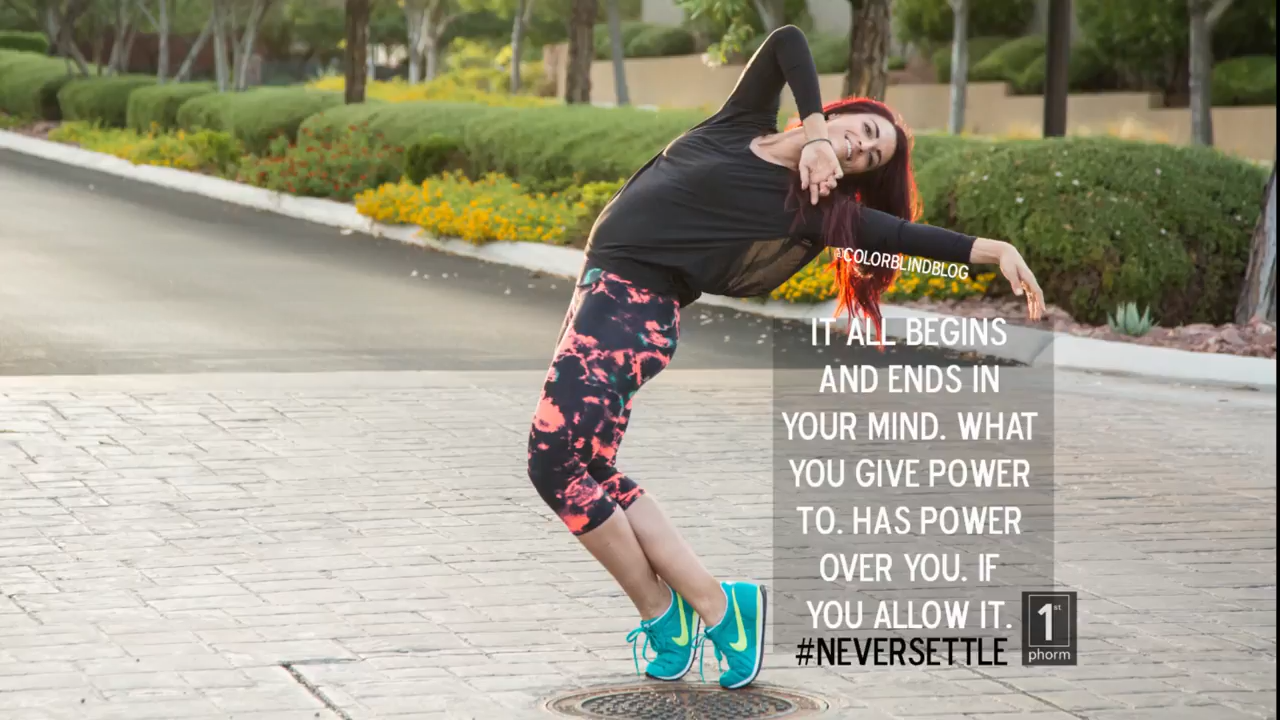 @COLORBLINDBLOG
IT ALL BEGINS
AND ENDS IN
YOUR MIND. WHAT
YOU GIVE POWER
TO. HAS POWER
OVER YOU. IF
YOU ALLOW IT.
#NEVERSETTLE
1st
phorm